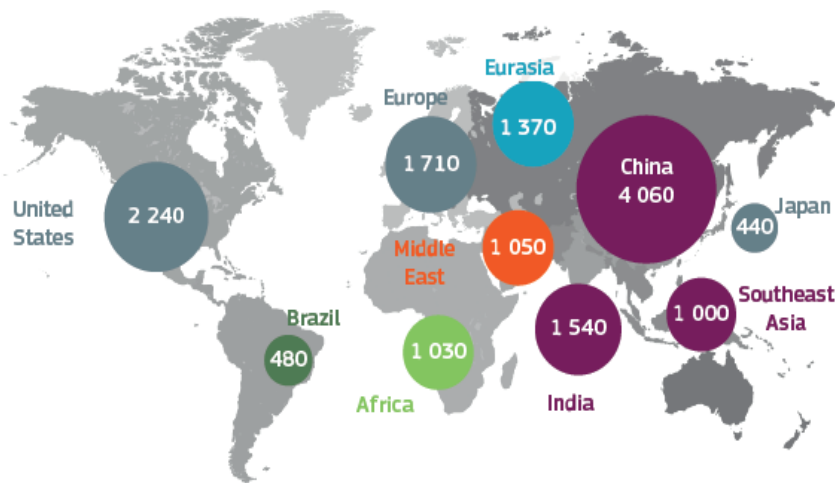 Eurasia
1 370
Europe
1 710
China
4 060
United
States
2 240
Japan
440
Middle
East
1 050
Southeast
Asia
1 000
Brazil
480
Africa
1 030
India
1 540